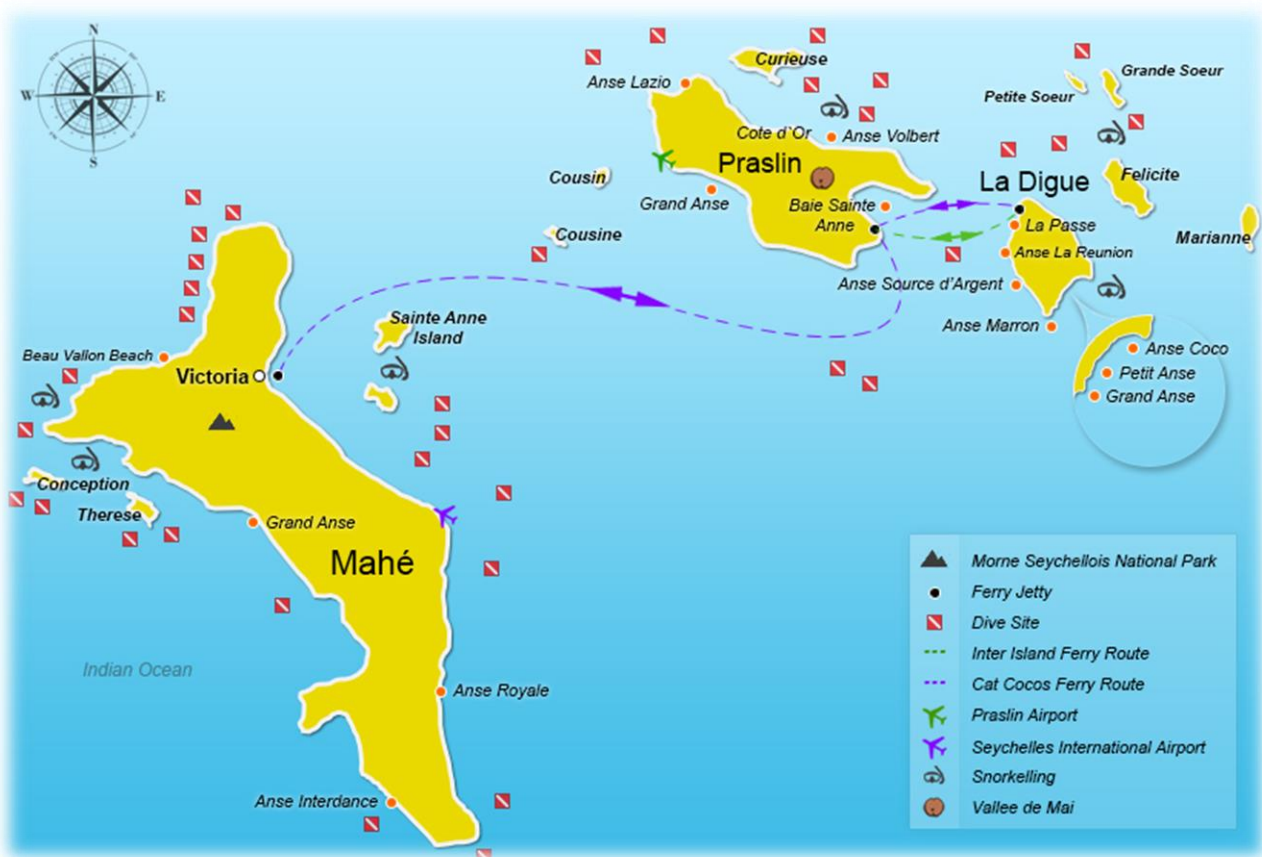 N
W
E
S
Curieuse
Anse Lazio
Grande Soeur
Petite Soeur
Cote d`Or
Anse Volbert
Praslin
Cousin
Grand Anse
Baie Sainte
Anne
La Digue
Felicite
La Passe
Marianne
Cousine
Anse La Reunion
Anse Source d'Argent
Anse Marron
Anse Coco
Petit Anse
Grand Anse
Sainte Anne
Island
Beau Vallon Beach
Victoria
Conception
Therese
Grand Anse
Mahé
Indian Ocean
Anse Royale
Anse Interdance
Morne Seychellois National Park
Ferry Jetty
Dive Site
Inter Island Ferry Route
Cat Cocos Ferry Route
Praslin Airport
Seychelles International Airport
Snorkelling
Vallee de Mai